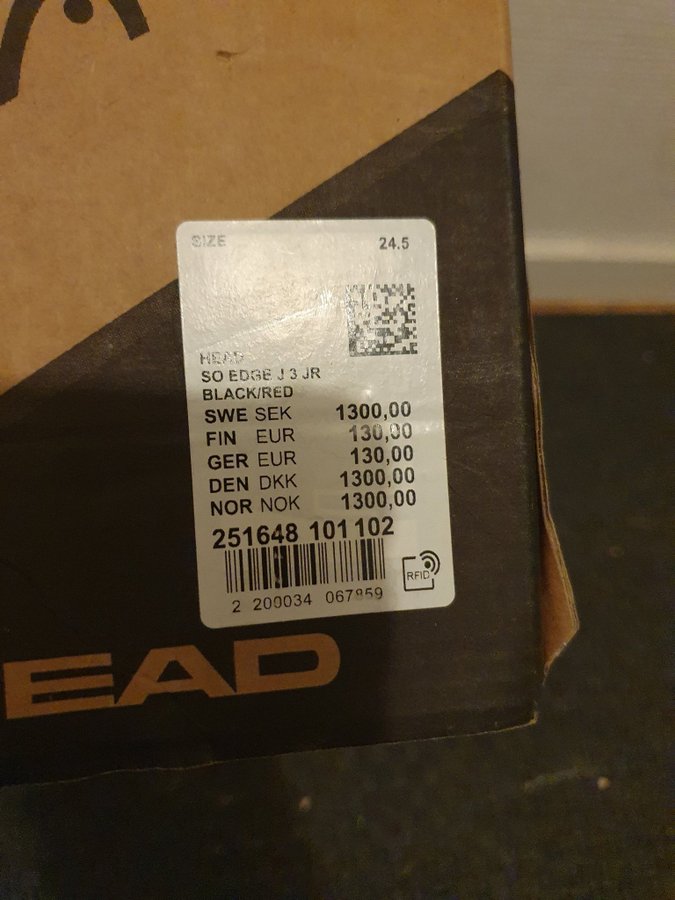 SIZE 24.5
HEAD
SO EDGE J 3 JR
BLACK/RED
SWE SEK 1300,00
FIN EUR 130,00
GER EUR 130,00
DEN DKK 1300,00
NOR NOK 1300,00
251648 101 102
RFID
2 200034 067859
EAD